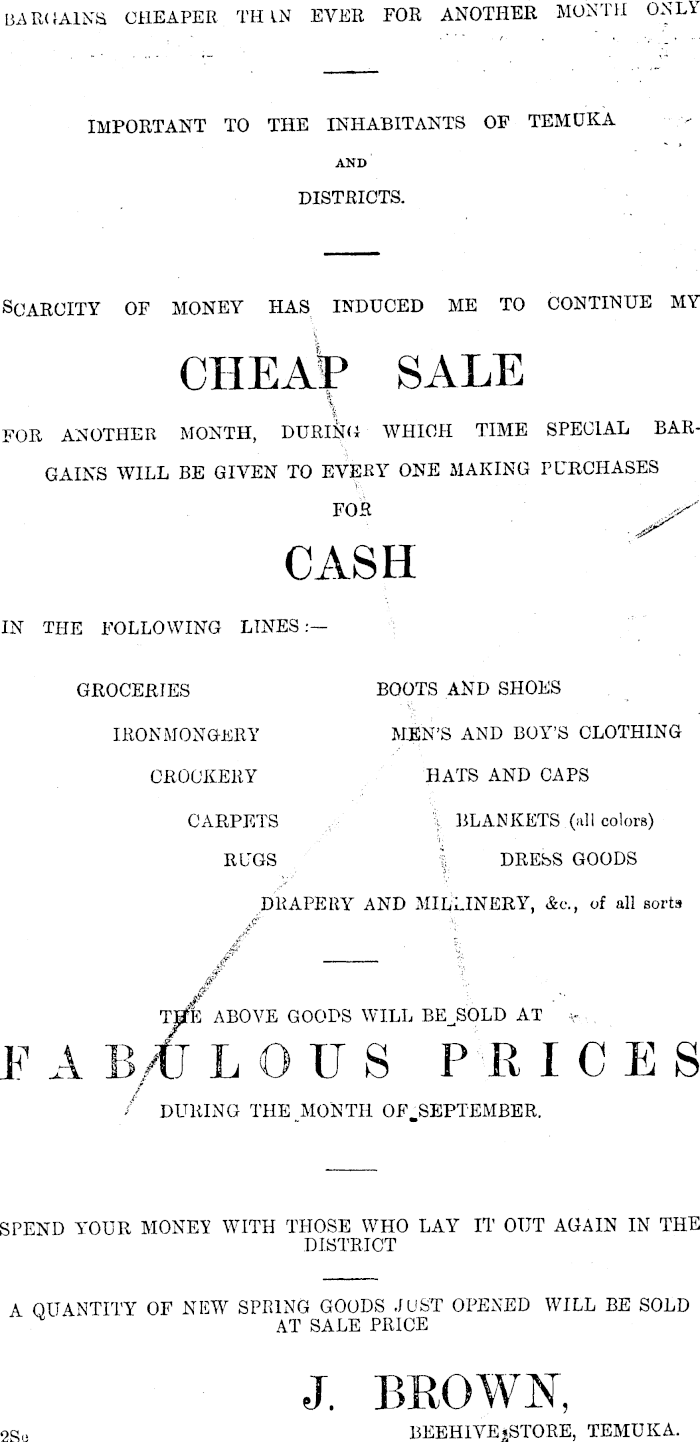 BARGAINS CHEAPER THAN EVER FOR ANOTHER MONTH ONLY
IMPORTANT TO THE INHABITANTS OF TEMUKA
AND
DISTRICTS.
SCARCITY OF MONEY HAS INDUCED ME TO CONTINUE MY
CHEAP SALE
FOR ANOTHER MONTH, DURING WHICH TIME SPECIAL BAR-
GAINS WILL BE GIVEN TO EVERY ONE MAKING PURCHASES
FOR
CASH
IN THE FOLLOWING LINES:—
GROCERIES BOOTS AND SHOES
IRONMONGERY MEN'S AND BOY'S CLOTHING
CROCKERY HATS AND CAPS
CARPETS BLANKETS (all colors)
RUGS DRESS GOODS
DRAPERY AND MILLINERY, &c., of all sorts
THE ABOVE GOODS WILL BE SOLD AT
FABULOUS PRICES
DURING THE MONTH OF SEPTEMBER.
SPEND YOUR MONEY WITH THOSE WHO LAY IT OUT AGAIN IN THE
DISTRICT
A QUANTITY OF NEW SPRING GOODS JUST OPENED WILL BE SOLD
AT SALE PRICE
J. BROWN,
BEEHIVE STORE, TEMUKA.